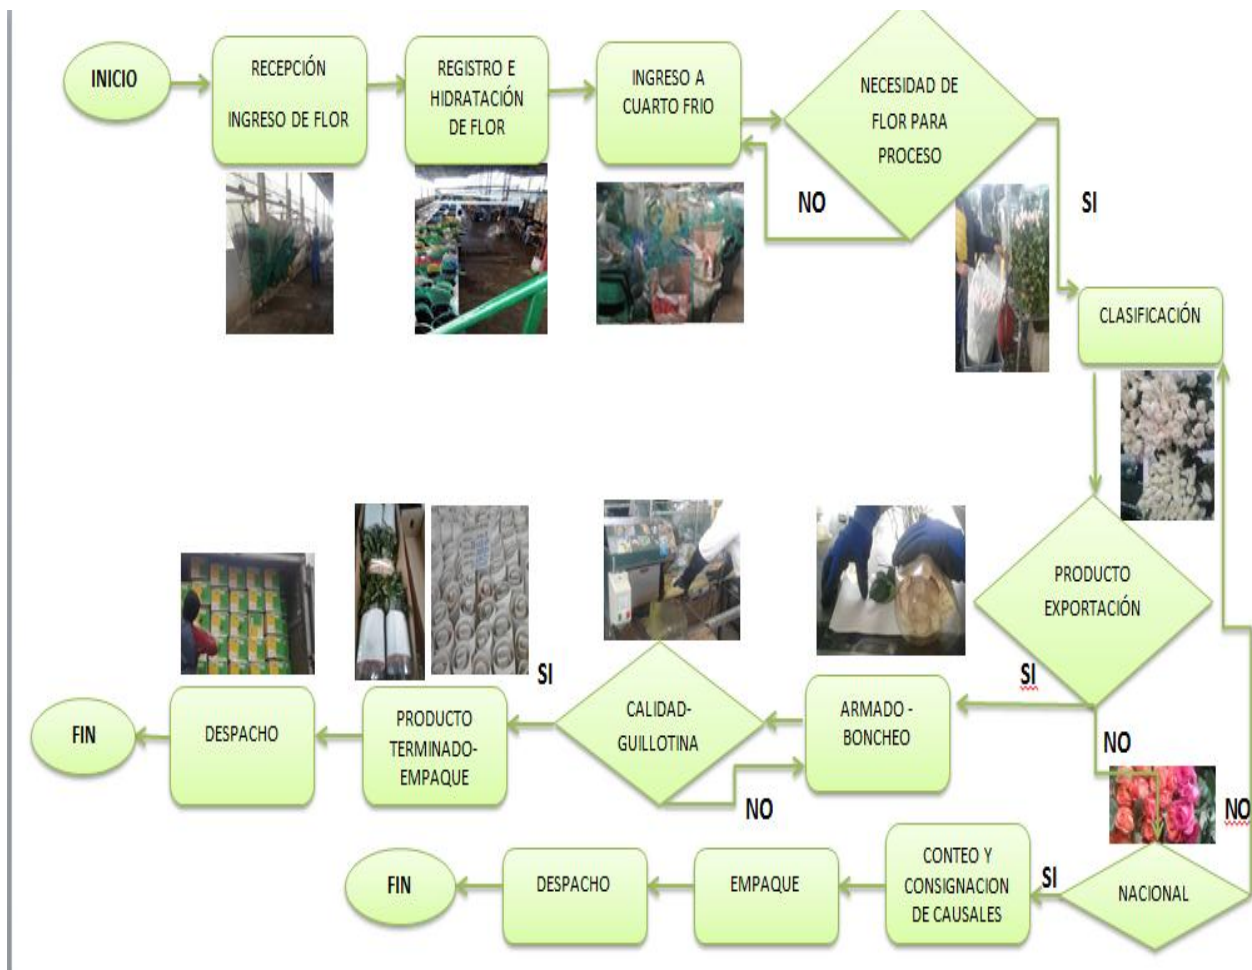 INICIO
RECEPCIÓN
INGRESO DE FLOR
REGISTRO E
HIDRATACIÓN
DE FLOR
INGRESO A
CUARTO FRIO
NECESIDAD DE
FLOR PARA
PROCESO
NO
SI
CLASIFICACIÓN
PRODUCTO
EXPORTACIÓN
SI
NO
NO
ARMADO -
BONCHEO
CALIDAD-
GUILLOTINA
NO
SI
PRODUCTO
TERMINADO-
EMPAQUE
DESPACHO
FIN
NACIONAL
SI
CONTEO Y
CONSIGNACION
DE CAUSALES
EMPAQUE
DESPACHO
FIN